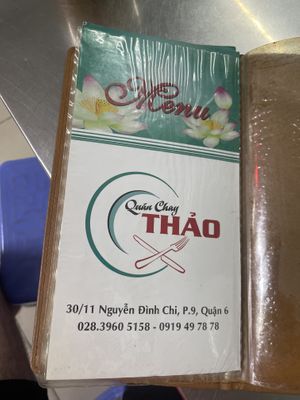 Menu
Quán Chay
THẢO
30/11 Nguyễn Đình Chi, P.9, Quận 6
028.3960 5158 - 0919 49 78 78